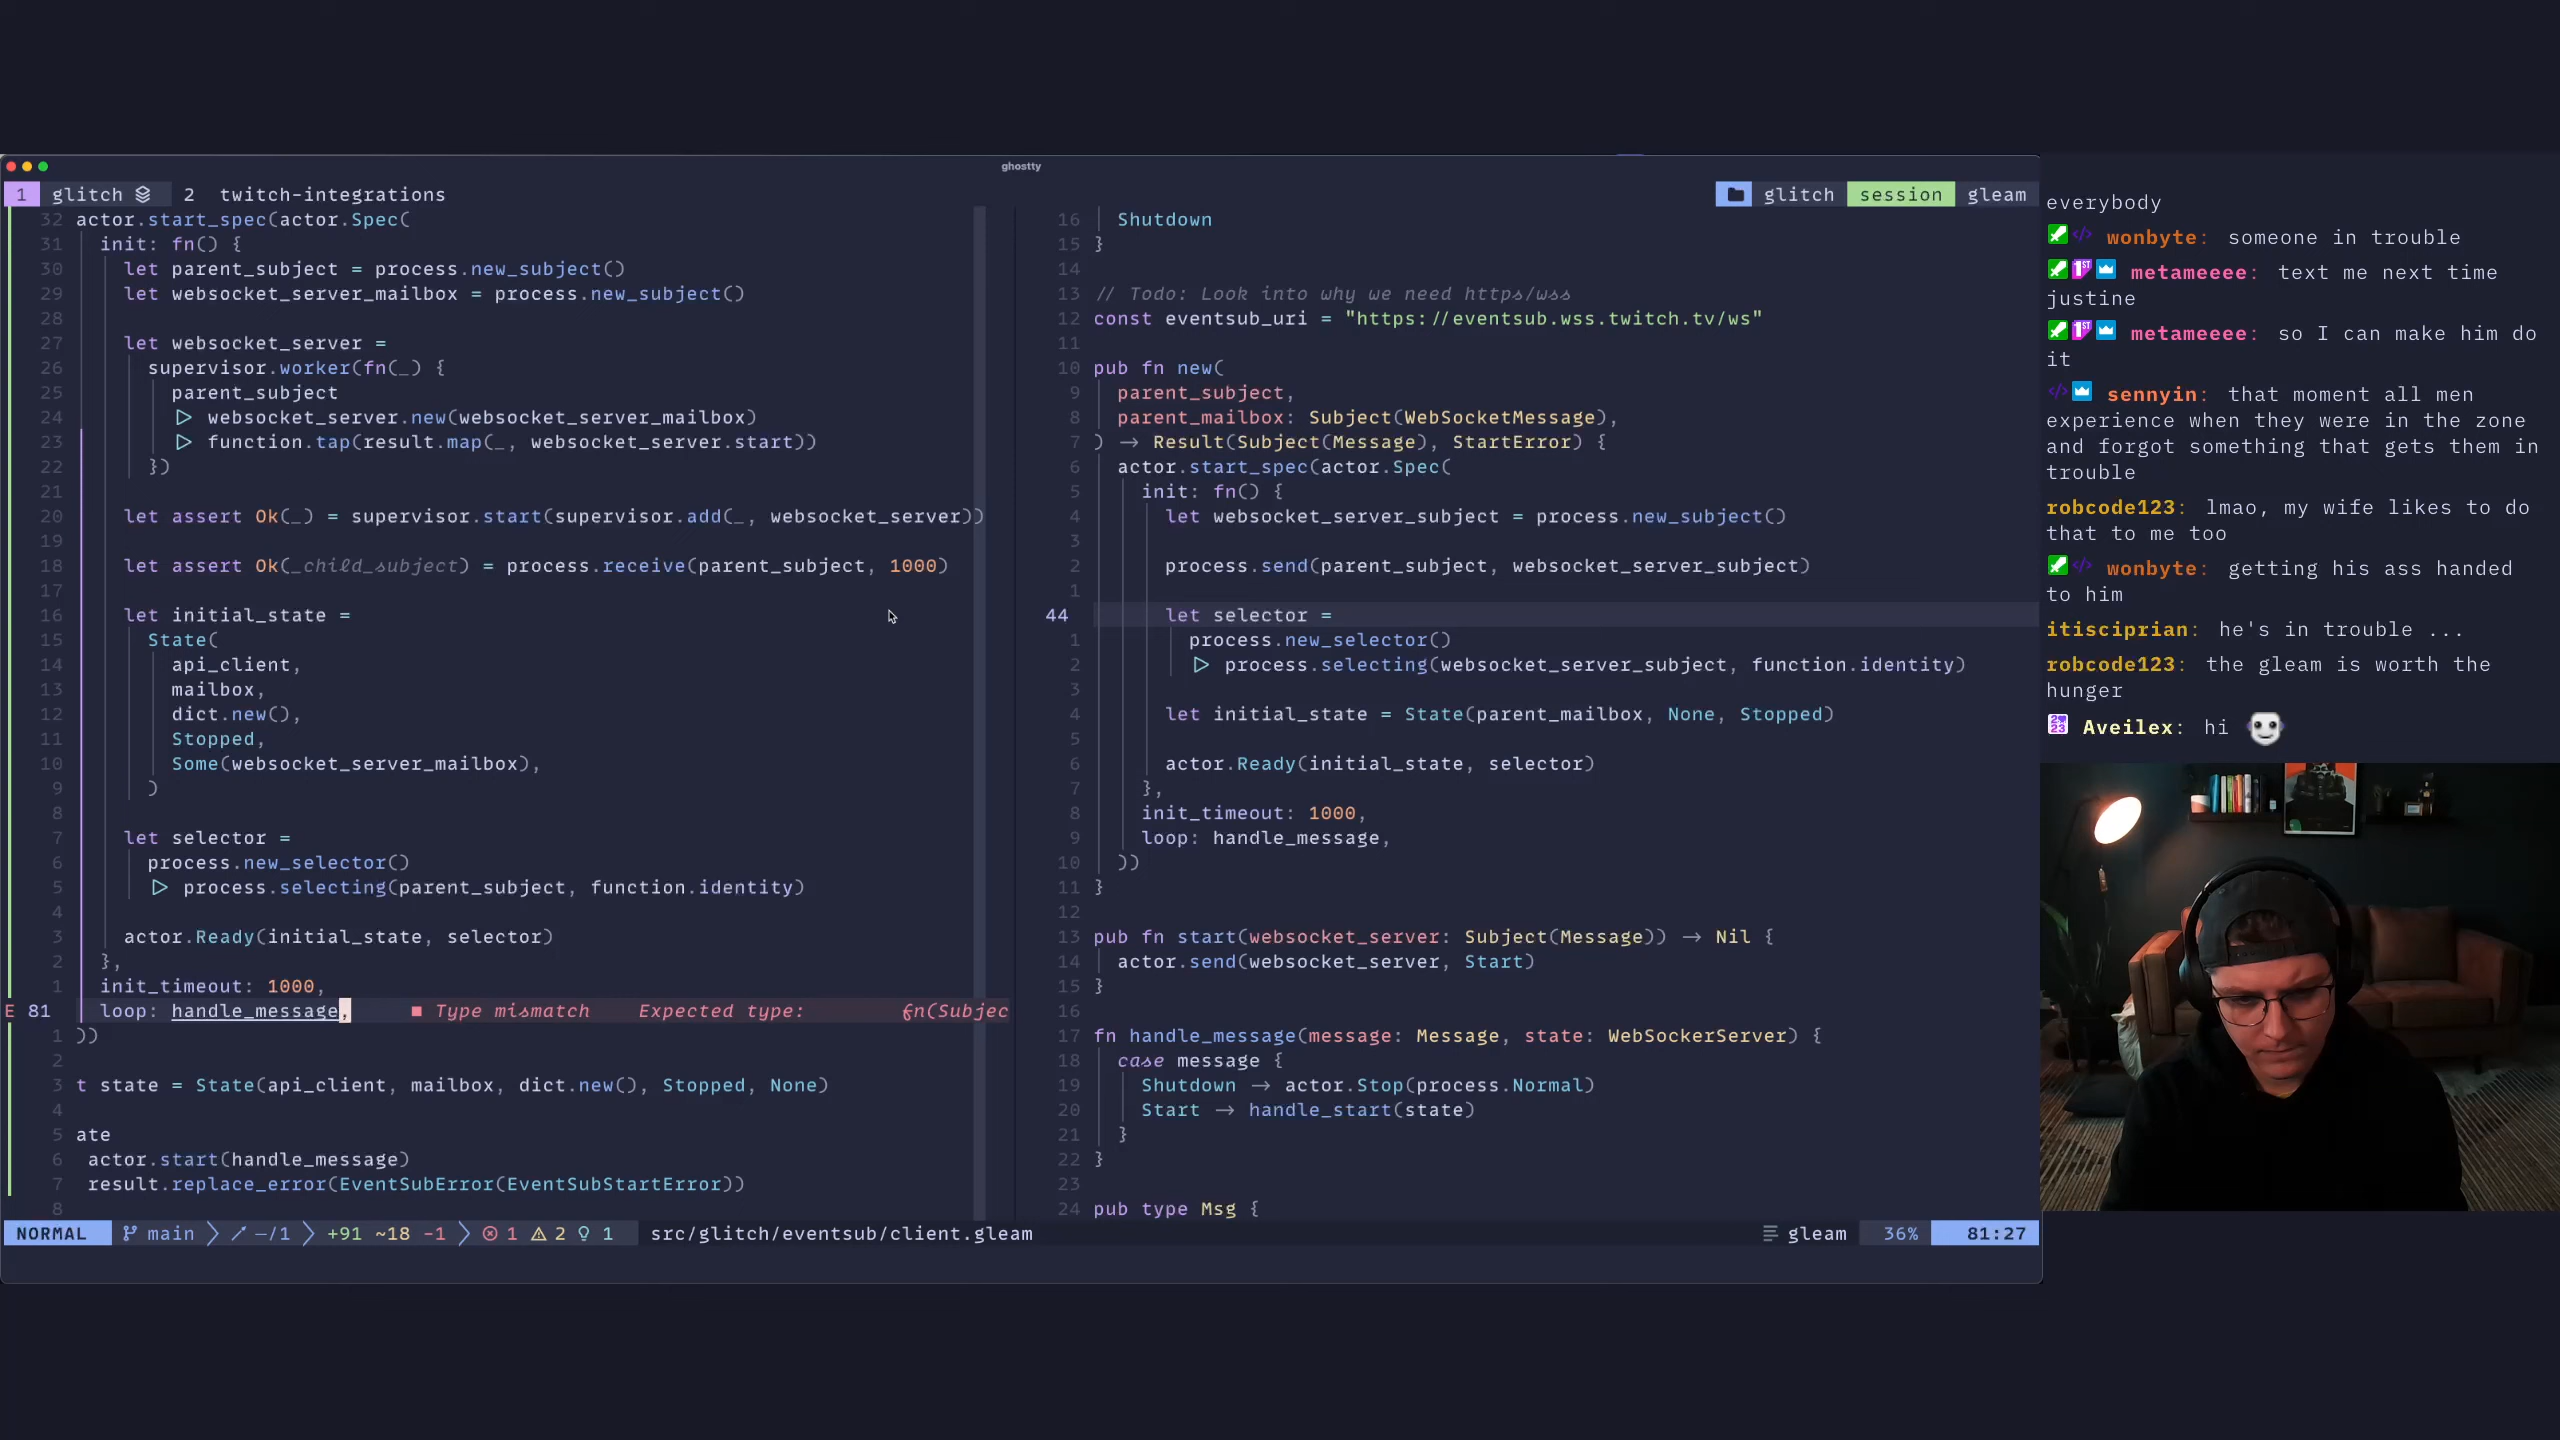 ghostty
1 glitch 2 twitch-integrations
glitch session gleam
32 actor.start_spec(actor.Spec(
31 init: fn() {
30 let parent_subject = process.new_subject()
29 let websocket_server_mailbox = process.new_subject()
28
27 let websocket_server =
26 supervisor.worker(fn(_) {
25 parent_subject
24 ▷ websocket_server.new(websocket_server_mailbox)
23 ▷ function.tap(result.map(_, websocket_server.start))
22 })
21
20 let assert Ok(_) = supervisor.start(supervisor.add(_, websocket_server))
19
18 let assert Ok(_child_subject) = process.receive(parent_subject, 1000)
17
16 let initial_state =
15 State(
14 api_client,
13 mailbox,
12 dict.new(),
11 Stopped,
10 Some(websocket_server_mailbox),
9 )
8
7 let selector =
6 process.new_selector()
5 ▷ process.selecting(parent_subject, function.identity)
4
3 actor.Ready(initial_state, selector)
2 },
1 init_timeout: 1000,
E 81 loop: handle_message, ■ Type mismatch Expected type: fn(Subjec
1 ))
2
3 t state = State(api_client, mailbox, dict.new(), Stopped, None)
4
5 ate
6 actor.start(handle_message)
7 result.replace_error(EventSubError(EventSubStartError))
8
16 Shutdown
15 }
14
13 // Todo: Look into why we need https/wss
12 const eventsub_uri = "https://eventsub.wss.twitch.tv/ws"
11
10 pub fn new(
9 parent_subject,
8 parent_mailbox: Subject(WebSocketMessage),
7 ) → Result(Subject(Message), StartError) {
6 actor.start_spec(actor.Spec(
5 init: fn() {
4 let websocket_server_subject = process.new_subject()
3
2 process.send(parent_subject, websocket_server_subject)
1
44 let selector =
1 process.new_selector()
2 ▷ process.selecting(websocket_server_subject, function.identity)
3
4 let initial_state = State(parent_mailbox, None, Stopped)
5
6 actor.Ready(initial_state, selector)
7 },
8 init_timeout: 1000,
9 loop: handle_message,
10 ))
11 }
12
13 pub fn start(websocket_server: Subject(Message)) → Nil {
14 actor.send(websocket_server, Start)
15 }
16
17 fn handle_message(message: Message, state: WebSockerServer) {
18 case message {
19 Shutdown → actor.Stop(process.Normal)
20 Start → handle_start(state)
21 }
22 }
23
24 pub type Msg {
NORMAL main —/1 +91 ~18 -1 1 2 1 src/glitch/eventsub/client.gleam gleam 36% 81:27
everybody
wonbyte: someone in trouble
metameeee: text me next time
justine
metameeee: so I can make him do
it
sennyin: that moment all men
experience when they were in the zone
and forgot something that gets them in
trouble
robcode123: lmao, my wife likes to do
that to me too
wonbyte: getting his ass handed
to him
itisciprian: he's in trouble ...
robcode123: the gleam is worth the
hunger
Aveilex: hi